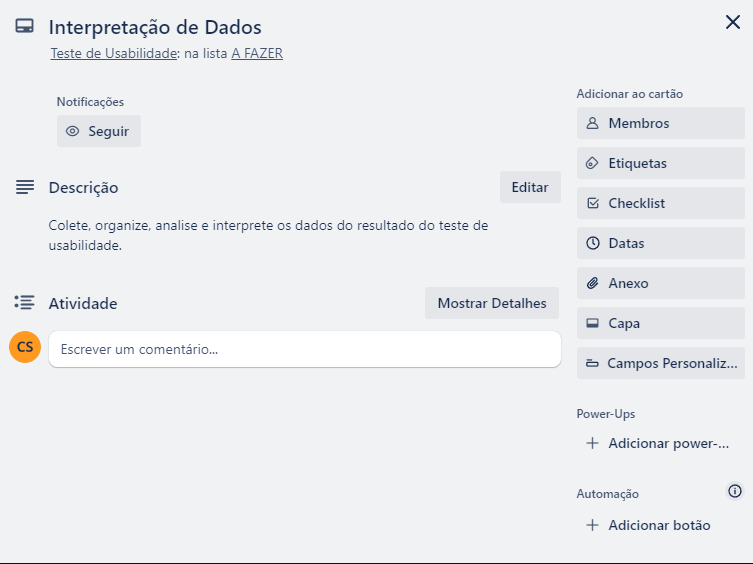 Interpretação de Dados
Teste de Usabilidade: na lista A FAZER
Notificações
Seguir
Descrição
Editar
Colete, organize, analise e interprete os dados do resultado do teste de
usabilidade.
Atividade
Mostrar Detalhes
CS
Escrever um comentário...
Adicionar ao cartão
Membros
Etiquetas
Checklist
Datas
Anexo
Capa
Campos Personaliz...
Power-Ups
Adicionar power-...
Automação
Adicionar botão